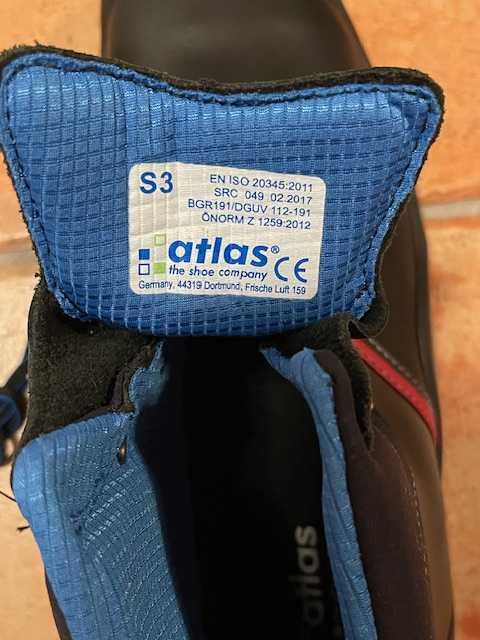 S3
EN ISO 20345:2011
SRC 049 02.2017
BGR191/DGUV 112-191
ÖNORM Z 1259:2012
atlas®
the shoe company CE
Germany, 44319 Dortmund, Frische Luft 159
atlas